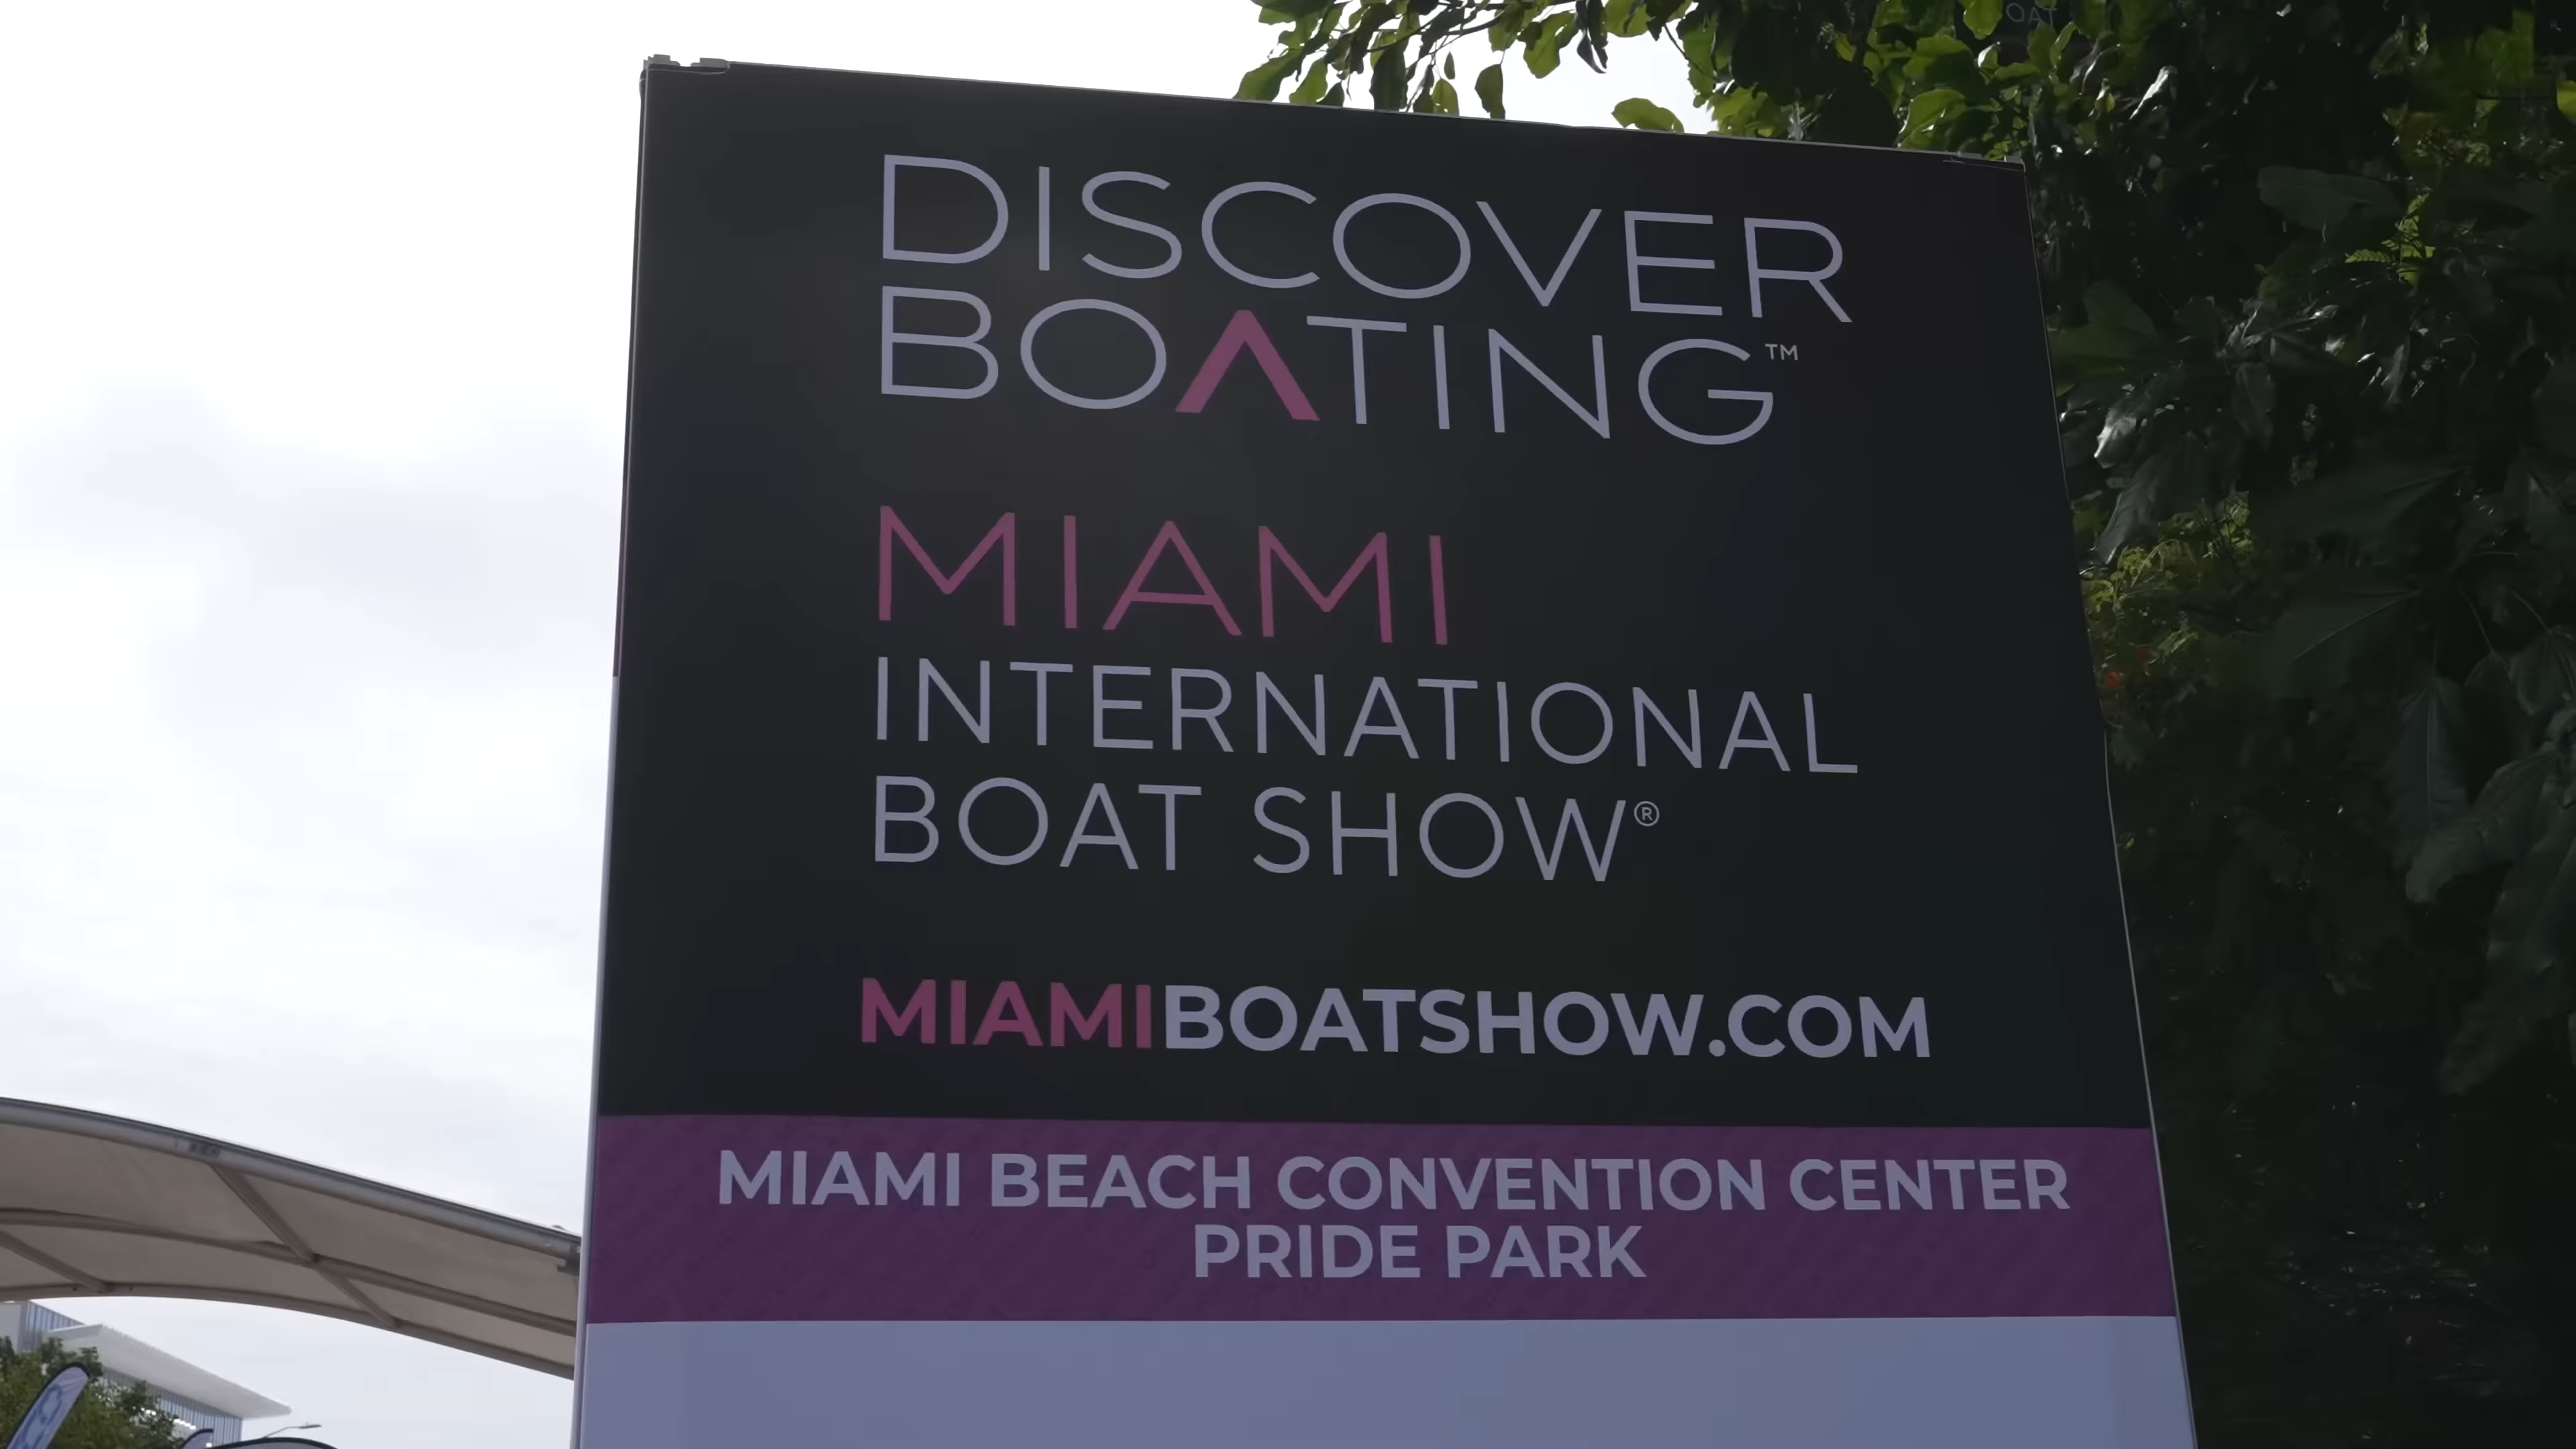 DISCOVER
BOATING™
MIAMI
INTERNATIONAL
BOAT SHOW®
MIAMIBOATSHOW.COM
MIAMI BEACH CONVENTION CENTER
PRIDE PARK